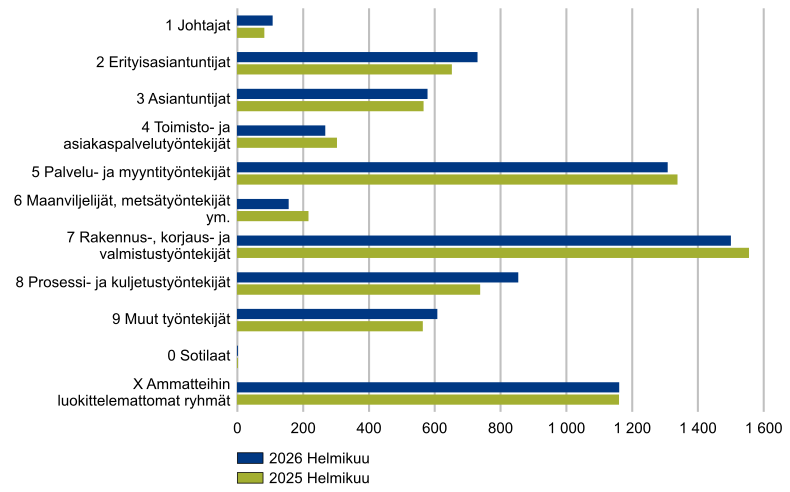 1 Johtajat
2 Erityisasiantuntijat
3 Asiantuntijat
4 Toimisto- ja
asiakaspalvelutyöntekijät
5 Palvelu- ja myyntityöntekijät
6 Maanviljelijät, metsätyöntekijät
ym.
7 Rakennus-, korjaus- ja
valmistustyöntekijät
8 Prosessi- ja kuljetustyöntekijät
9 Muut työntekijät
0 Sotilaat
X Ammatteihin
luokittelemattomat ryhmät
0 200 400 600 800 1 000 1 200 1 400 1 600
2026 Helmikuu
2025 Helmikuu